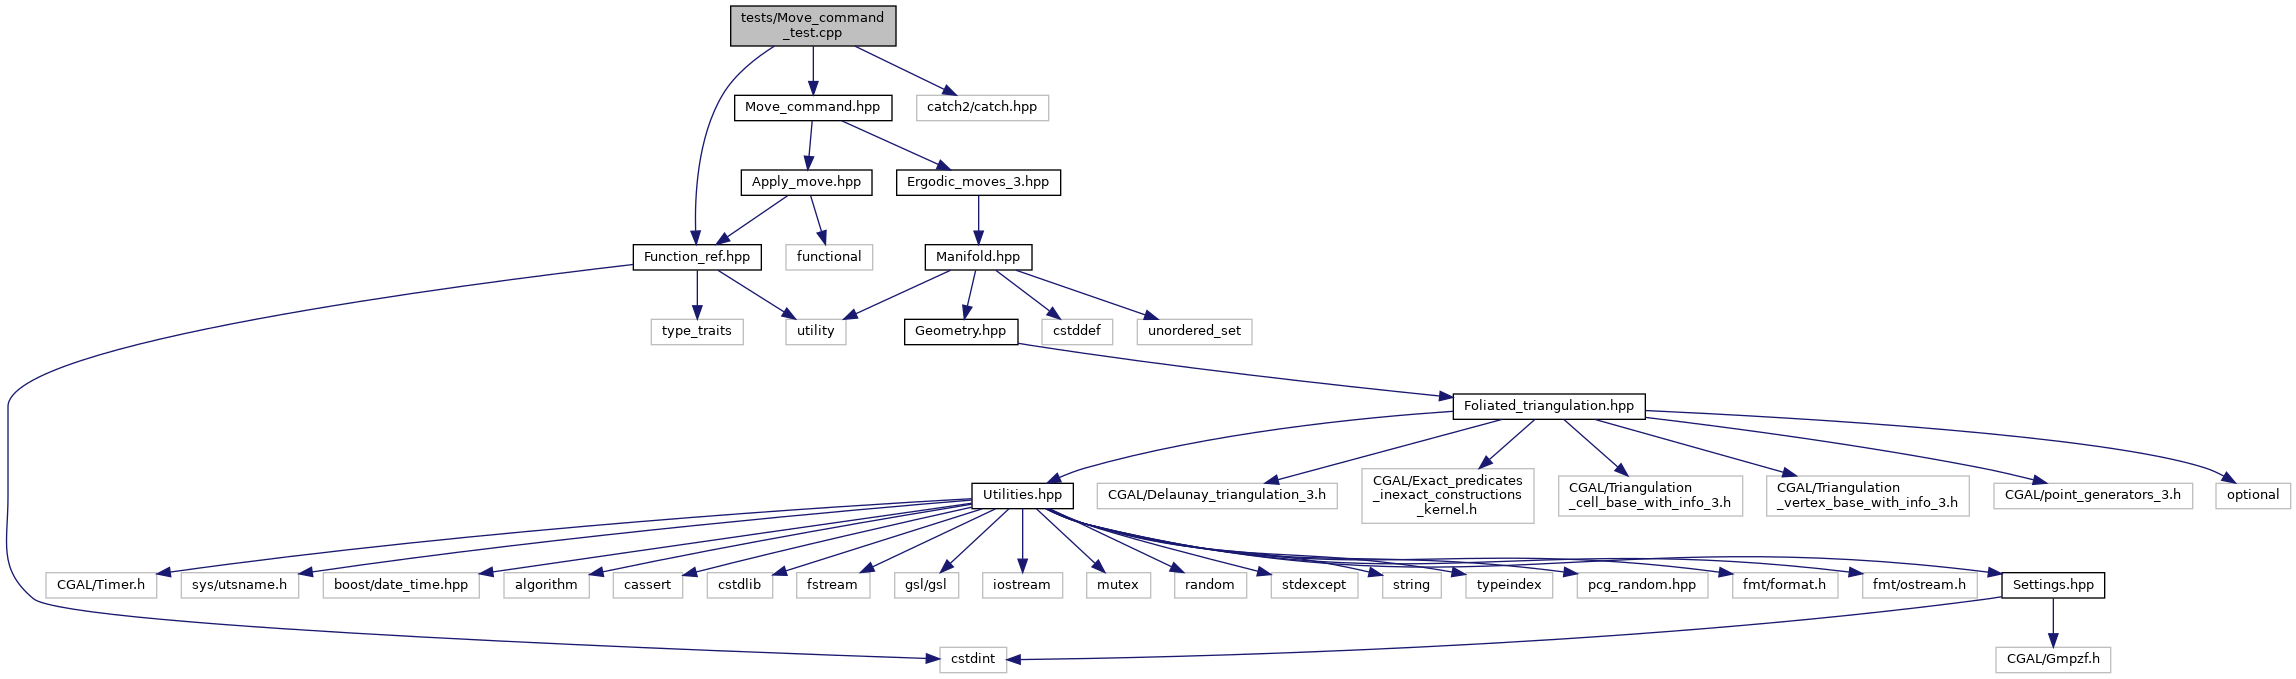 tests/Move_command
_test.cpp
Move_command.hpp
catch2/catch.hpp
Apply_move.hpp
Ergodic_moves_3.hpp
Function_ref.hpp
functional
Manifold.hpp
type_traits
utility
Geometry.hpp
cstddef
unordered_set
Foliated_triangulation.hpp
Utilities.hpp
CGAL/Delaunay_triangulation_3.h
CGAL/Exact_predicates
_inexact_constructions
_kernel.h
CGAL/Triangulation
_cell_base_with_info_3.h
CGAL/Triangulation
_vertex_base_with_info_3.h
CGAL/point_generators_3.h
optional
CGAL/Timer.h
sys/utsname.h
boost/date_time.hpp
algorithm
cassert
cstdlib
fstream
gsl/gsl
iostream
mutex
random
stdexcept
string
typeindex
pcg_random.hpp
fmt/format.h
fmt/ostream.h
Settings.hpp
cstdint
CGAL/Gmpzf.h